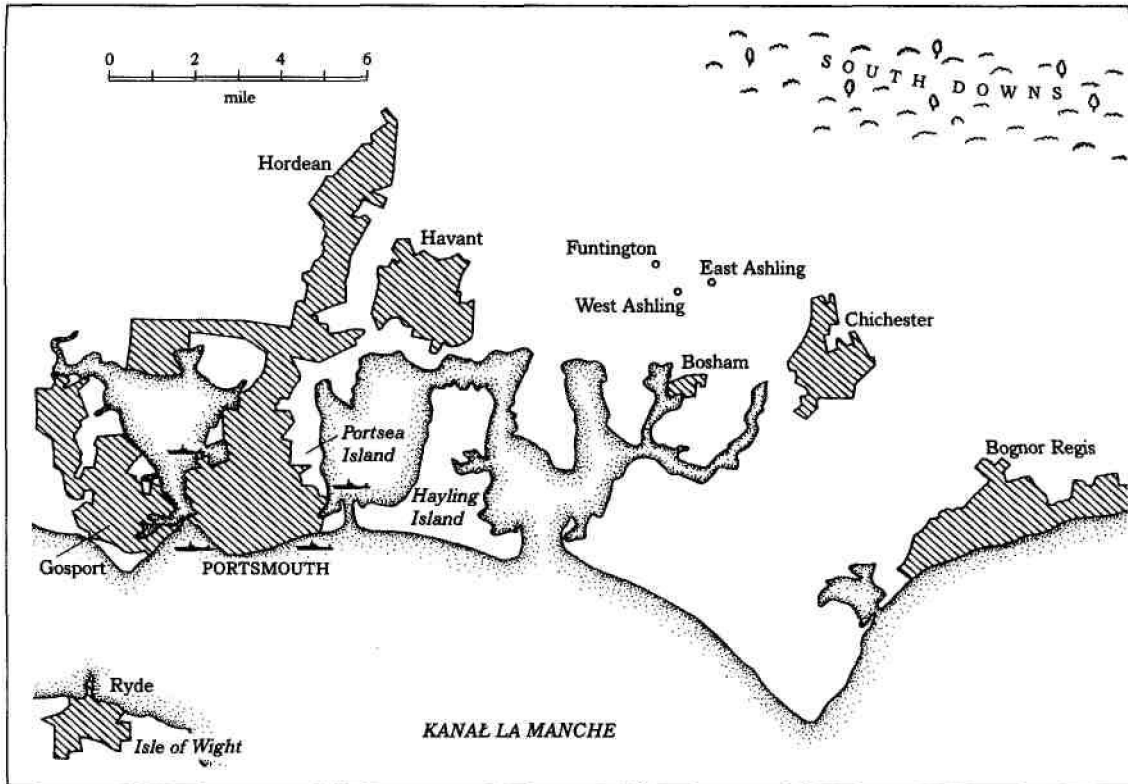 0 2 4 6
mile
SOUTH DOWNS
Hordean
Havant
Funtington
East Ashling
West Ashling
Chichester
Bosham
Portsea
Island
Bognor Regis
Hayling
Island
Gosport
PORTSMOUTH
Ryde
Isle of Wight
KANAŁ LA MANCHE